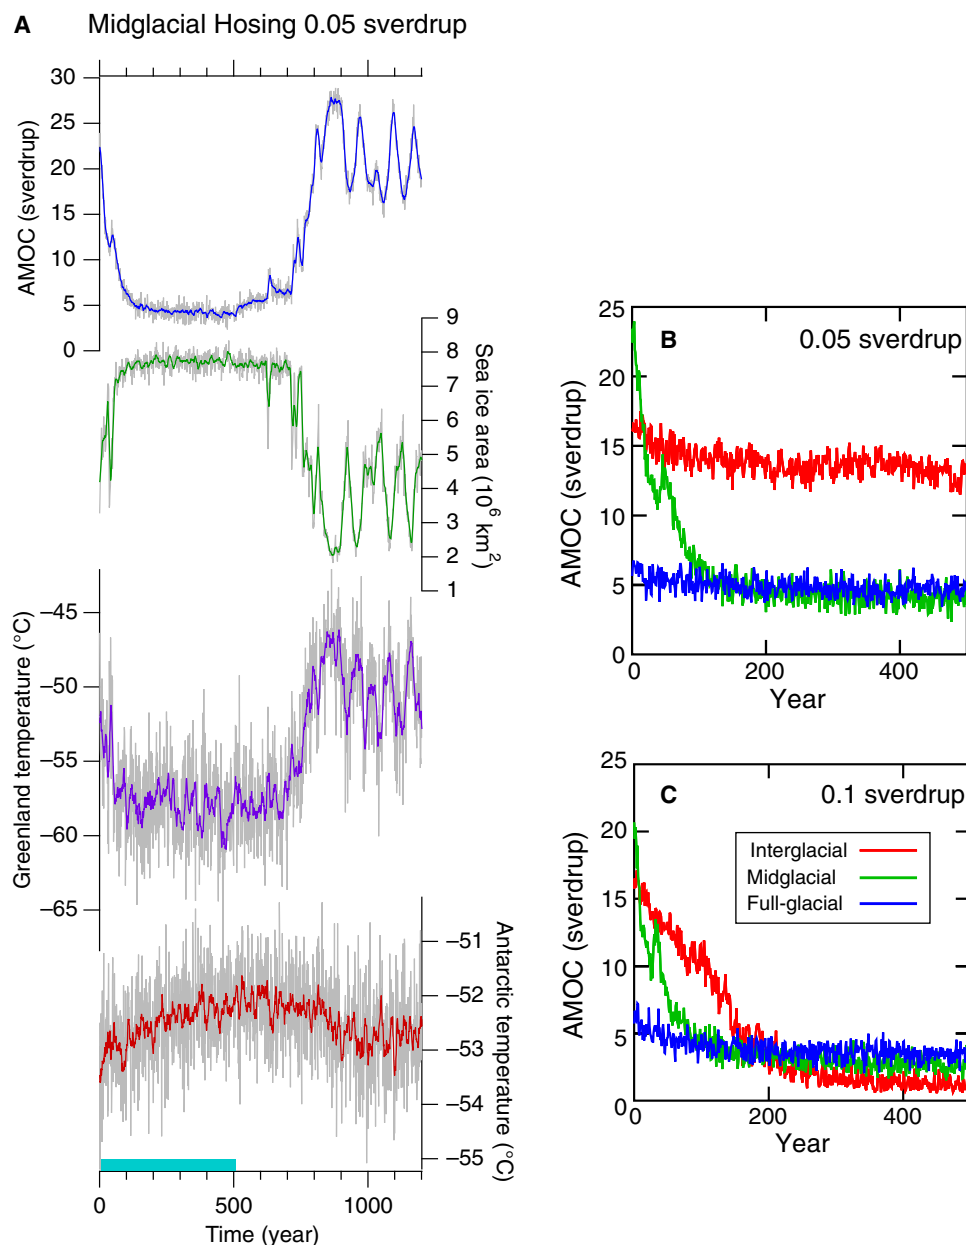 A Midglacial Hosing 0.05 sverdrup
30
25
20
15
10
5
0
AMOC (sverdrup)
9
8
7
6
5
4
3
2
1
Sea ice area (10⁶ km²)
−45
−50
−55
−60
−65
Greenland temperature (°C)
−51
−52
−53
−54
−55
Antarctic temperature (°C)
0 500 1000
Time (year)
B 0.05 sverdrup
25
20
15
10
5
0
AMOC (sverdrup)
0 200 400
Year
C 0.1 sverdrup
25
20
15
10
5
0
AMOC (sverdrup)
Interglacial
Midglacial
Full-glacial
0 200 400
Year